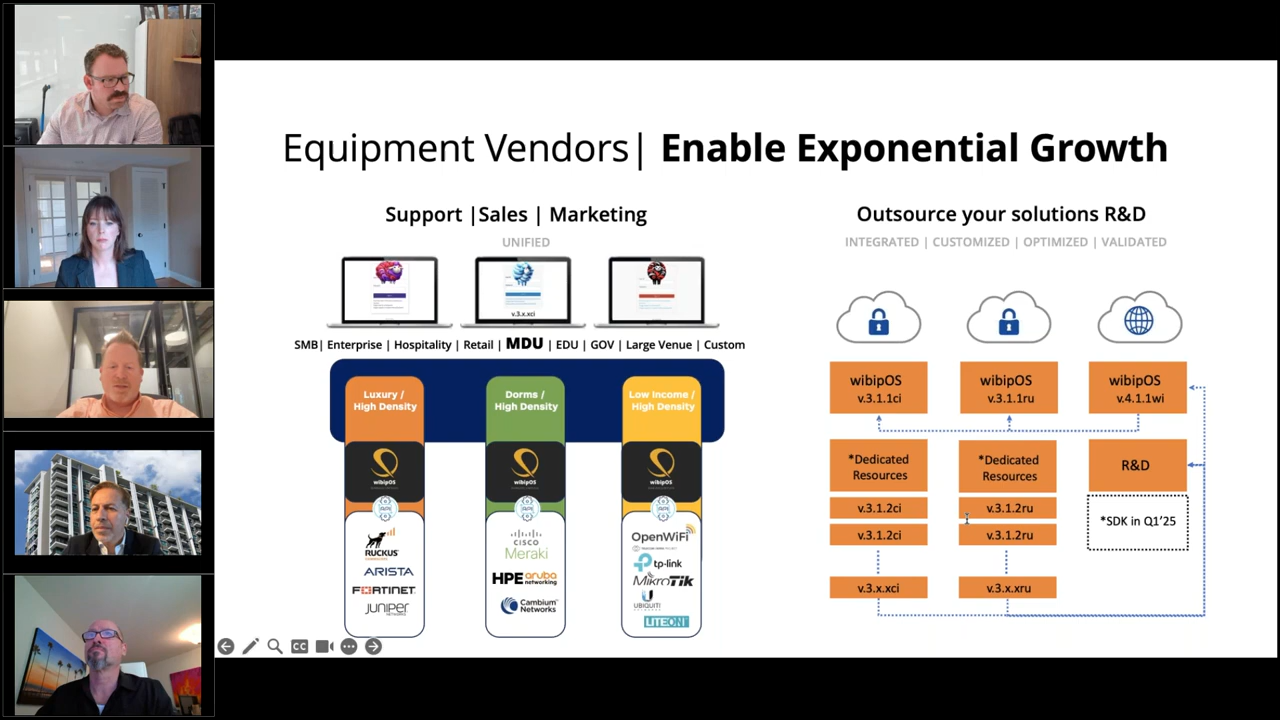 Equipment Vendors| Enable Exponential Growth
Support |Sales | Marketing
UNIFIED
v.3.x.xci
SMB| Enterprise | Hospitality | Retail | MDU | EDU | GOV | Large Venue | Custom
Luxury /
High Density
wibipOS
RUCKUS
ARISTA
FORTINET
JUNIPER
NETWORKS
Dorms /
High Density
wibipOS
CISCO
Meraki
HPE aruba
networking
Cambium
Networks
Low Income /
High Density
wibipOS
OpenWiFi
tp-link
MikroTik
UBIQUITI
LITEON
Outsource your solutions R&D
INTEGRATED | CUSTOMIZED | OPTIMIZED | VALIDATED
wibipOS
v.3.1.1ci
wibipOS
v.3.1.1ru
wibipOS
v.4.1.1wi
*Dedicated
Resources
*Dedicated
Resources
R&D
v.3.1.2ci
v.3.1.2ru
*SDK in Q1'25
v.3.1.2ci
v.3.1.2ru
v.3.x.xci
v.3.x.xru
CC